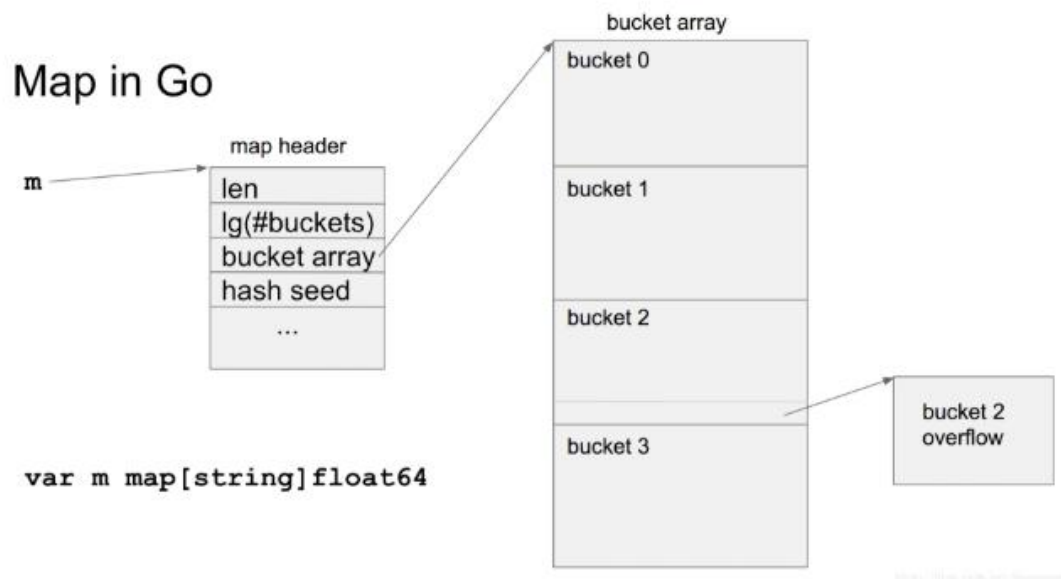 Map in Go
m
map header
len
lg(#buckets)
bucket array
hash seed
...
var m map[string]float64
bucket array
bucket 0
bucket 1
bucket 2
bucket 3
bucket 2
overflow